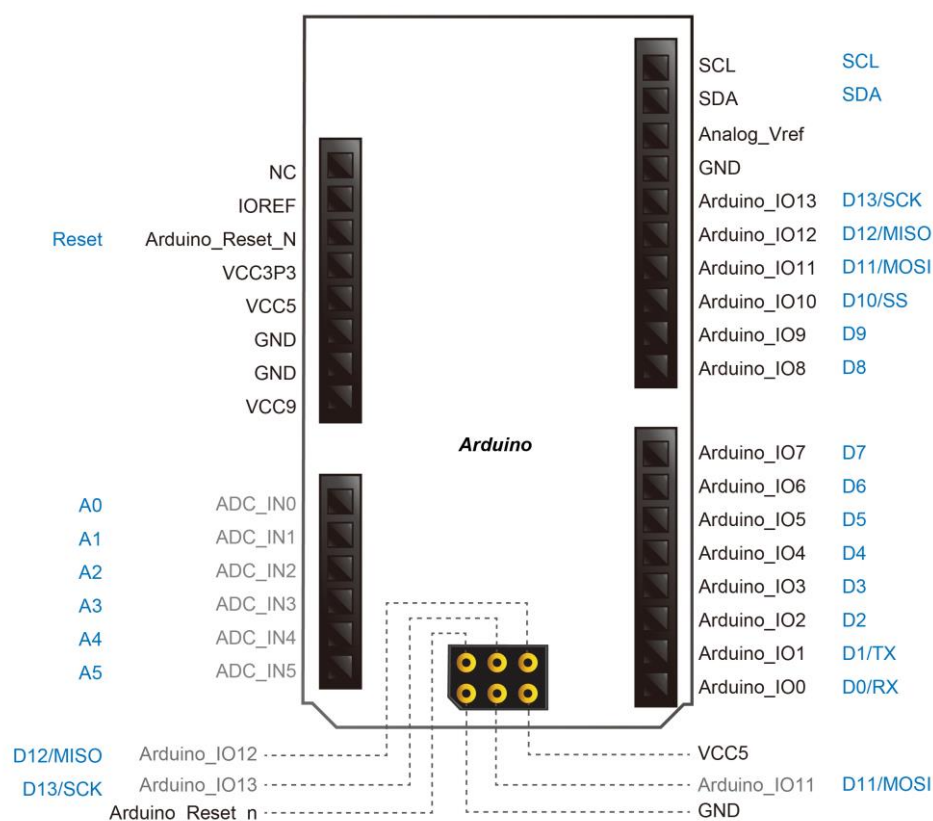 SCL SCL
SDA SDA
Analog_Vref
NC GND
IOREF Arduino_IO13 D13/SCK
Reset Arduino_Reset_N Arduino_IO12 D12/MISO
VCC3P3 Arduino_IO11 D11/MOSI
VCC5 Arduino_IO10 D10/SS
GND Arduino_IO9 D9
GND Arduino_IO8 D8
VCC9
Arduino
Arduino_IO7 D7
Arduino_IO6 D6
A0 ADC_IN0 Arduino_IO5 D5
A1 ADC_IN1 Arduino_IO4 D4
A2 ADC_IN2 Arduino_IO3 D3
A3 ADC_IN3 Arduino_IO2 D2
A4 ADC_IN4 Arduino_IO1 D1/TX
A5 ADC_IN5 Arduino_IO0 D0/RX
D12/MISO Arduino_IO12 VCC5
D13/SCK Arduino_IO13 Arduino_IO11 D11/MOSI
Arduino_Reset_n GND